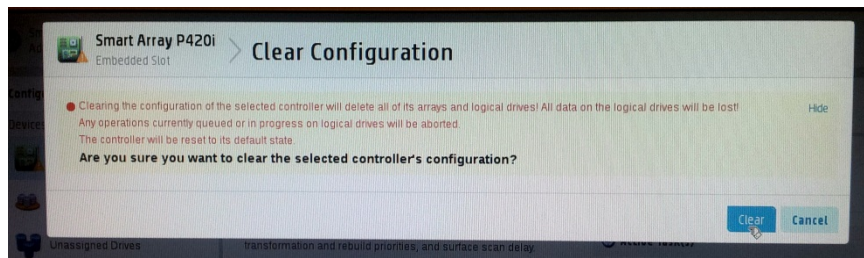 Smart Array P420i
Embedded Slot
Clear Configuration
Clearing the configuration of the selected controller will delete all of its arrays and logical drives! All data on the logical drives will be lost!
Hide
Any operations currently queued or in progress on logical drives will be aborted.
The controller will be reset to its default state.
Are you sure you want to clear the selected controller's configuration?
Clear
Cancel
Unassigned Drives
transformation and rebuild priorities, and surface scan delay.